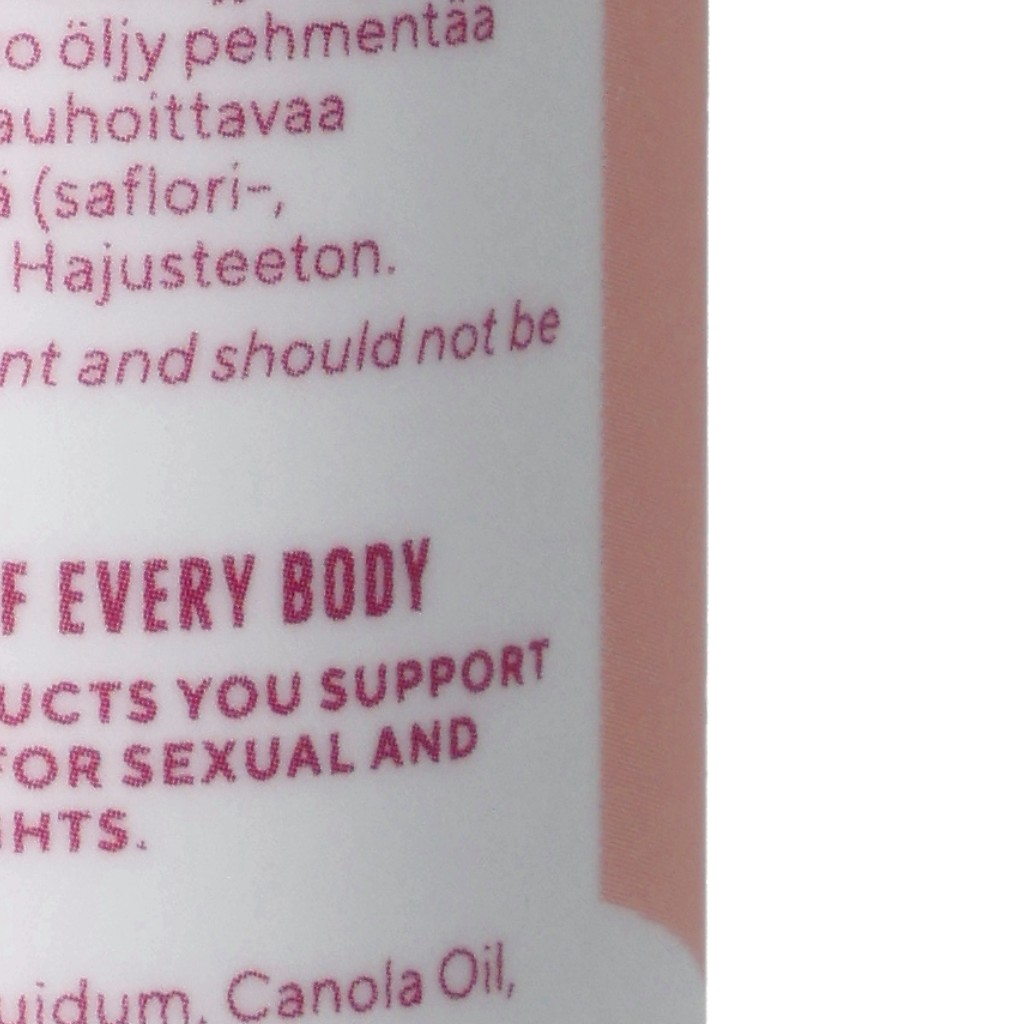 o öljy pehmentää
auhoittavaa
ä (saflori-,
Hajusteeton.
nt and should not be
F EVERY BODY
UCTS YOU SUPPORT
FOR SEXUAL AND
GHTS.
uidum, Canola Oil,